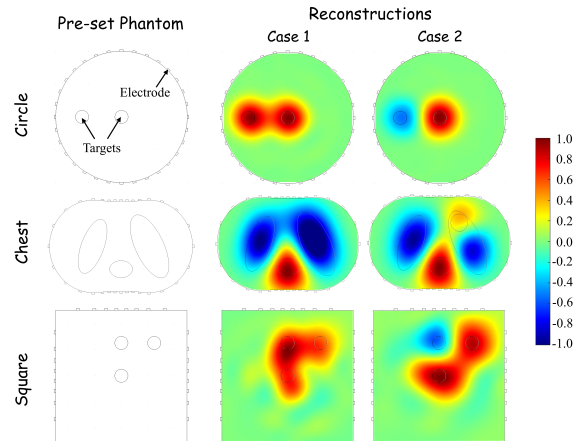 Pre-set Phantom
Reconstructions
Case 1
Case 2
Circle
Electrode
Targets
Chest
Square
1.0
0.8
0.6
0.4
0.2
0.0
-0.2
-0.4
-0.6
-0.8
-1.0